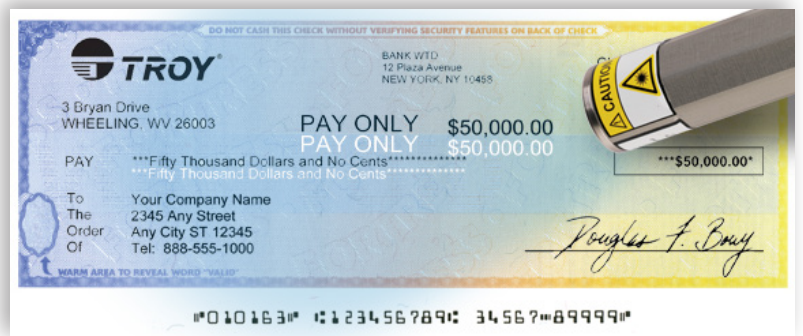 DO NOT CASH THIS CHECK WITHOUT VERIFYING SECURITY FEATURES ON BACK OF CHECK
TROY
BANK WTD
12 Plaza Avenue
NEW YORK, NY 10458
3 Bryan Drive
WHEELING, WV 26003
PAY ONLY $50,000.00
PAY ONLY $50,000.00
PAY ***Fifty Thousand Dollars and No Cents**************
***Fifty Thousand Dollars and No Cents**************
***$50,000.00*
To Your Company Name
The 2345 Any Street
Order Any City ST 12345
Of Tel: 888-555-1000
Douglas F. Bouy
WARM AREA TO REVEAL WORD "VALID"
⑈010163⑈ ⑆123456789⑆ 34567⑉89999⑈
CAUTION